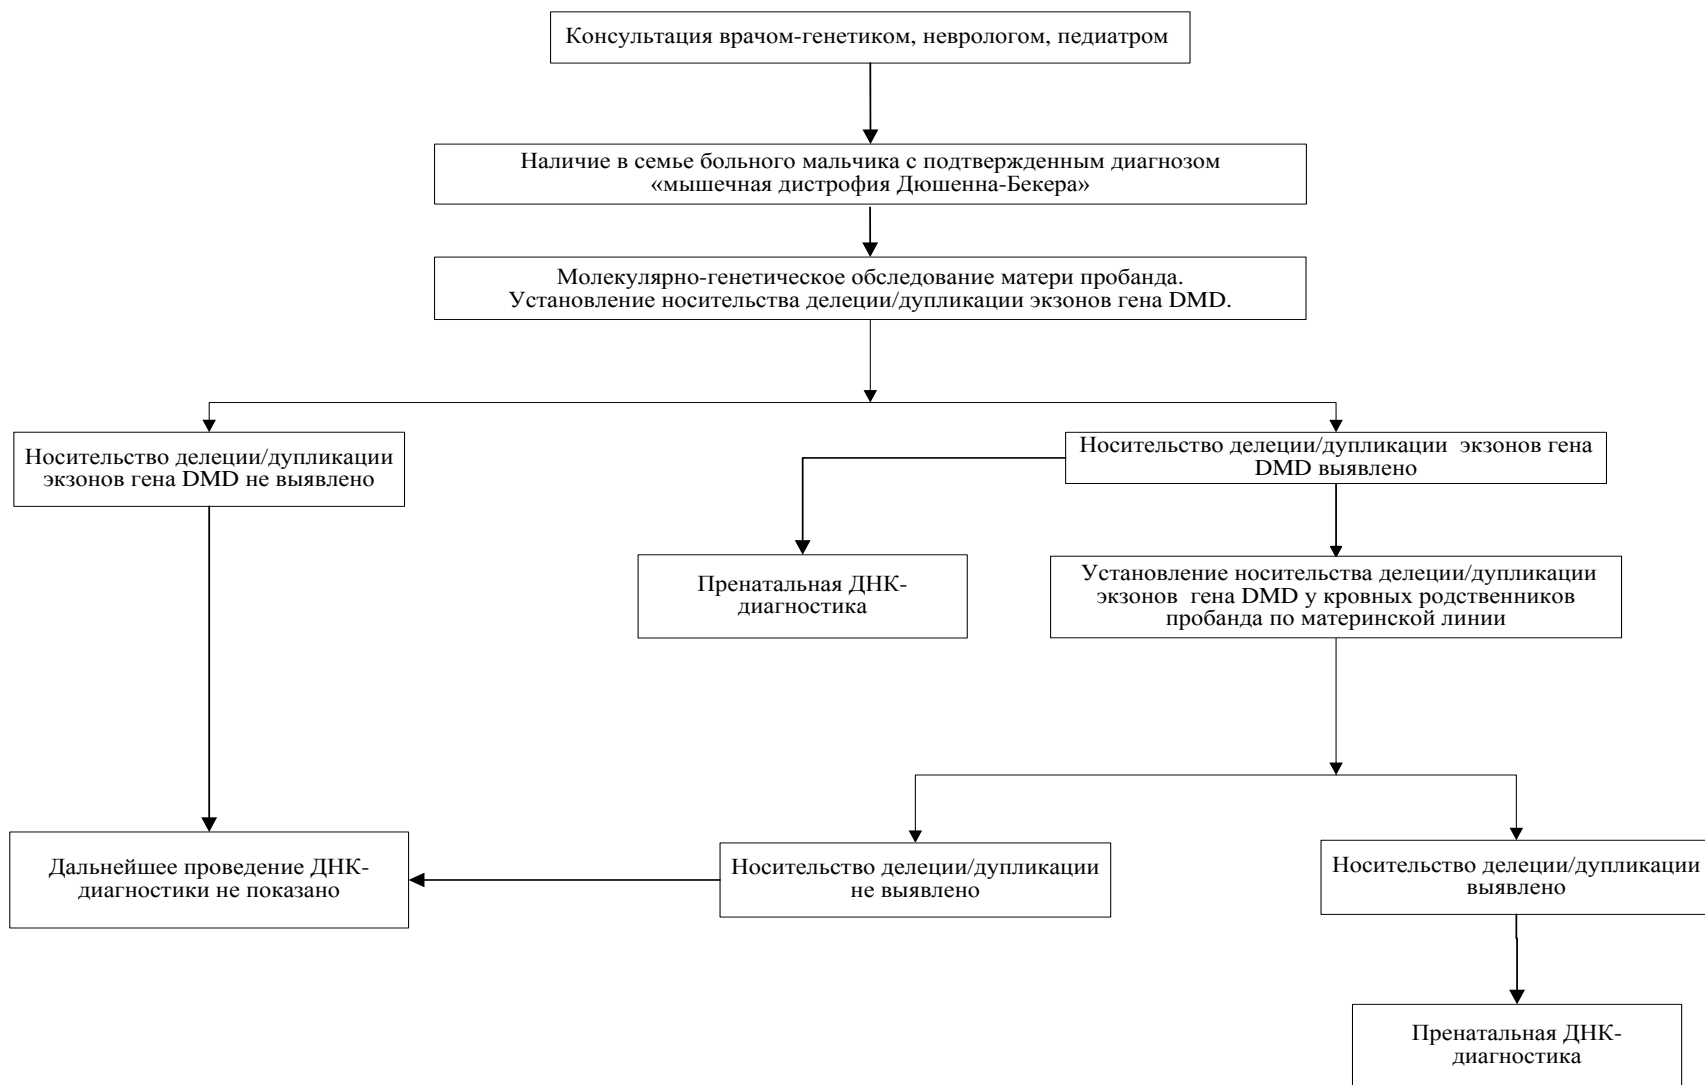 Консультация врачом-генетиком, неврологом, педиатром
Наличие в семье больного мальчика с подтвержденным диагнозом
«мышечная дистрофия Дюшенна-Бекера»
Молекулярно-генетическое обследование матери пробанда.
Установление носительства делеции/дупликации экзонов гена DMD.
Носительство делеции/дупликации
экзонов гена DMD не выявлено
Носительство делеции/дупликации экзонов гена
DMD выявлено
Пренатальная ДНК-
диагностика
Установление носительства делеции/дупликации
экзонов гена DMD у кровных родственников
пробанда по материнской линии
Дальнейшее проведение ДНК-
диагностики не показано
Носительство делеции/дупликации
не выявлено
Носительство делеции/дупликации
выявлено
Пренатальная ДНК-
диагностика